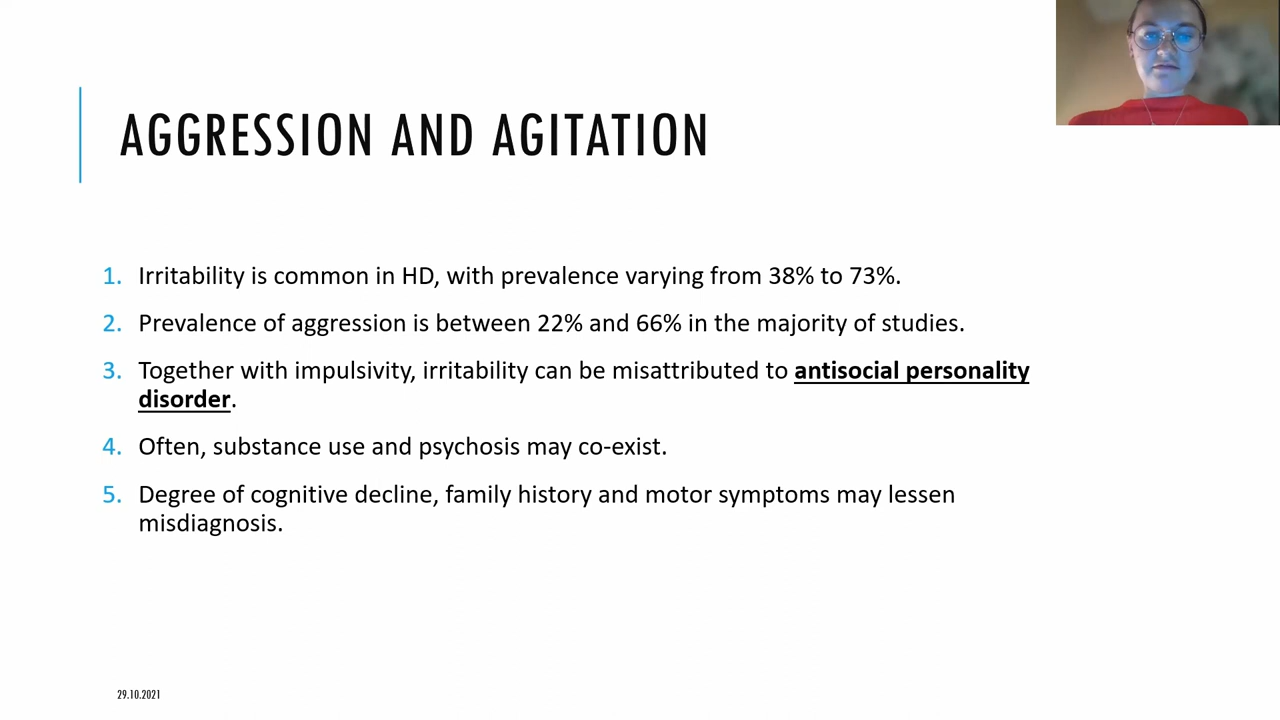 AGGRESSION AND AGITATION
1. Irritability is common in HD, with prevalence varying from 38% to 73%.
2. Prevalence of aggression is between 22% and 66% in the majority of studies.
3. Together with impulsivity, irritability can be misattributed to antisocial personality
disorder.
4. Often, substance use and psychosis may co-exist.
5. Degree of cognitive decline, family history and motor symptoms may lessen
misdiagnosis.
29.10.2021